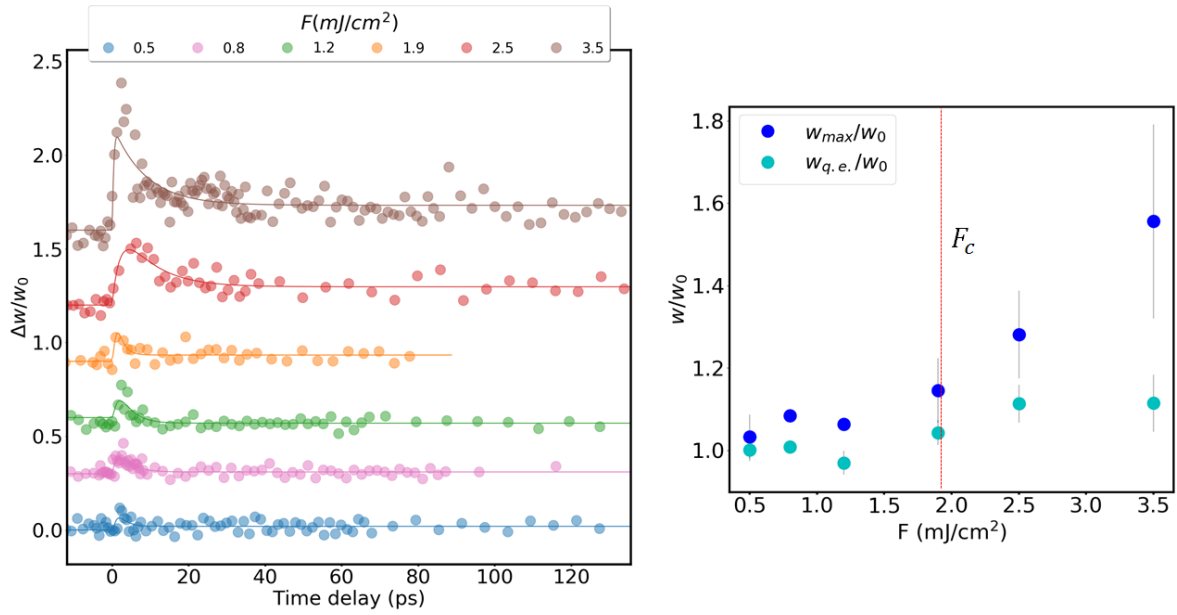 F(mJ/cm²)
0.5 0.8 1.2 1.9 2.5 3.5
2.5
2.0
1.5
1.0
0.5
0.0
Δw/w₀
0 20 40 60 80 100 120
Time delay (ps)
w_max/w₀
w_q.e./w₀
F_c
1.8
1.6
1.4
1.2
1.0
w/w₀
0.5 1.0 1.5 2.0 2.5 3.0 3.5
F (mJ/cm²)